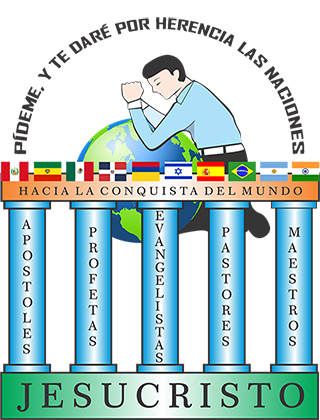 PÍDEME, Y TE DARÉ POR HERENCIA LAS NACIONES
HACIA LA CONQUISTA DEL MUNDO
APOSTOLES
PROFETAS
EVANGELISTAS
PASTORES
MAESTROS
JESUCRISTO